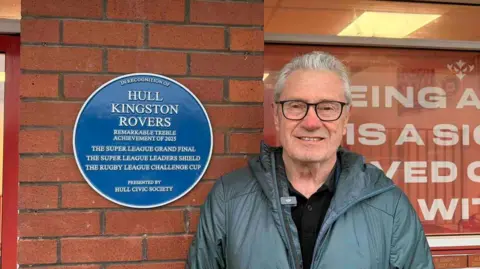 IN RECOGNITION OF
HULL
KINGSTON
ROVERS
REMARKABLE TREBLE
ACHIEVEMENT OF 2025
THE SUPER LEAGUE GRAND FINAL
THE SUPER LEAGUE LEADERS SHIELD
THE RUGBY LEAGUE CHALLENGE CUP
PRESENTED BY
HULL CIVIC SOCIETY
EING A
IS A SIG
VED O
WIT